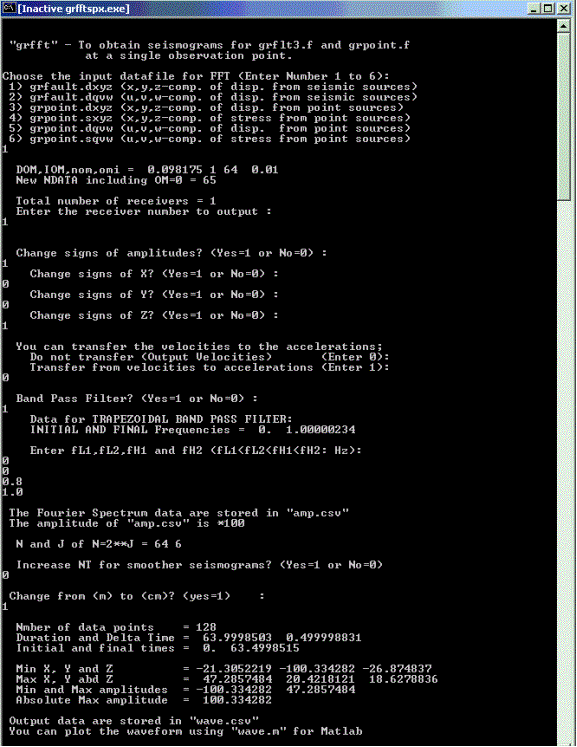 [Inactive grfftspx.exe]
"grfft" - To obtain seismograms for grflt3.f and grpoint.f
at a single observation point.
Choose the input datafile for FFT (Enter Number 1 to 6):
1) grfault.dxyz (x,y,z-comp. of disp. from seismic sources)
2) grfault.dqvw (u,v,w-comp. of disp. from seismic sources)
3) grpoint.dxyz (x,y,z-comp. of disp. from point sources)
4) grpoint.sxyz (x,y,z-comp. of stress from point sources)
5) grpoint.dqvw (u,v,w-comp. of disp.  from point sources)
6) grpoint.sqvw (u,v,w-comp. of stress from point sources)
1
DOM,IOM,nom,omi =  0.098175 1 64  0.01
New NDATA including OM=0 = 65
Total number of receivers = 1
Enter the receiver number to output :
1
Change signs of amplitudes? (Yes=1 or No=0) :
1
Change signs of X? (Yes=1 or No=0) :
0
Change signs of Y? (Yes=1 or No=0) :
0
Change signs of Z? (Yes=1 or No=0) :
1
You can transfer the velocities to the accelerations;
Do not transfer (Output Velocities)       (Enter 0):
Transfer from velocities to accelerations (Enter 1):
0
Band Pass Filter? (Yes=1 or No=0) :
1
Data for TRAPEZOIDAL BAND PASS FILTER:
INITIAL AND FINAL Frequencies =  0.  1.00000234
Enter fL1,fL2,fH1 and fH2 (fL1<fL2<fH1<fH2: Hz):
0
0
0.8
1.0
The Fourier Spectrum data are stored in "amp.csv"
The amplitude of "amp.csv" is *100
N and J of N=2**J = 64 6
Increase NT for smoother seismograms? (Yes=1 or No=0)
0
Change from (m) to (cm)? (yes=1)    :
1
Nmber of data points    = 128
Duration and Delta Time =  63.9998503  0.499998831
Initial and final times =  0.  63.4998515
Min X, Y and Z          = -21.3052219 -100.334282 -26.874837
Max X, Y abd Z          =  47.2857484  20.4218121  18.6278836
Min and Max amplitudes  = -100.334282  47.2857484
Absolute Max amplitude  =  100.334282
Output data are stored in "wave.csv"
You can plot the waveform using "wave.m" for Matlab